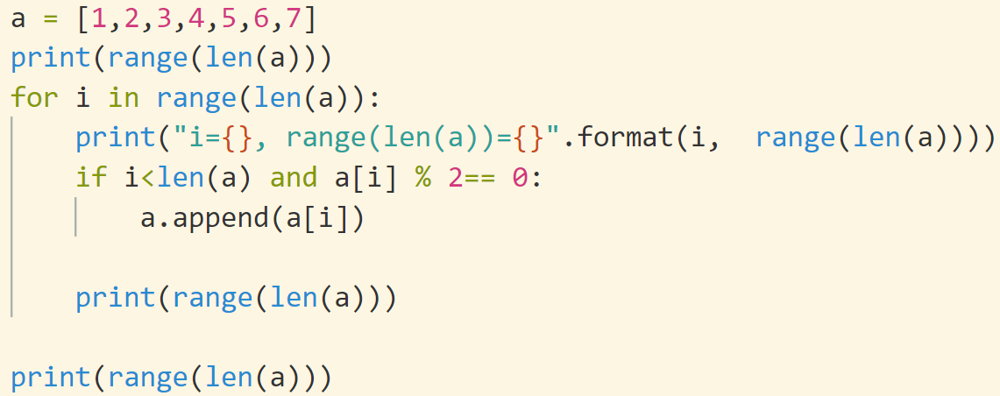 a = [1,2,3,4,5,6,7]
print(range(len(a)))
for i in range(len(a)):
    print("i={}, range(len(a))={}".format(i,  range(len(a))))
    if i<len(a) and a[i] % 2== 0:
        a.append(a[i])
    print(range(len(a)))
print(range(len(a)))